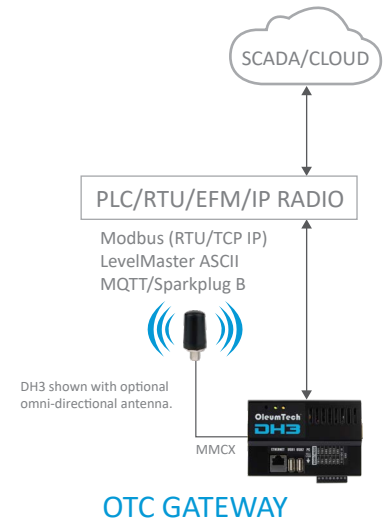 SCADA/CLOUD
PLC/RTU/EFM/IP RADIO
Modbus (RTU/TCP IP)
LevelMaster ASCII
MQTT/Sparkplug B
DH3 shown with optional
omni-directional antenna.
MMCX
OleumTech
DH3
ETHERNET
OTC GATEWAY